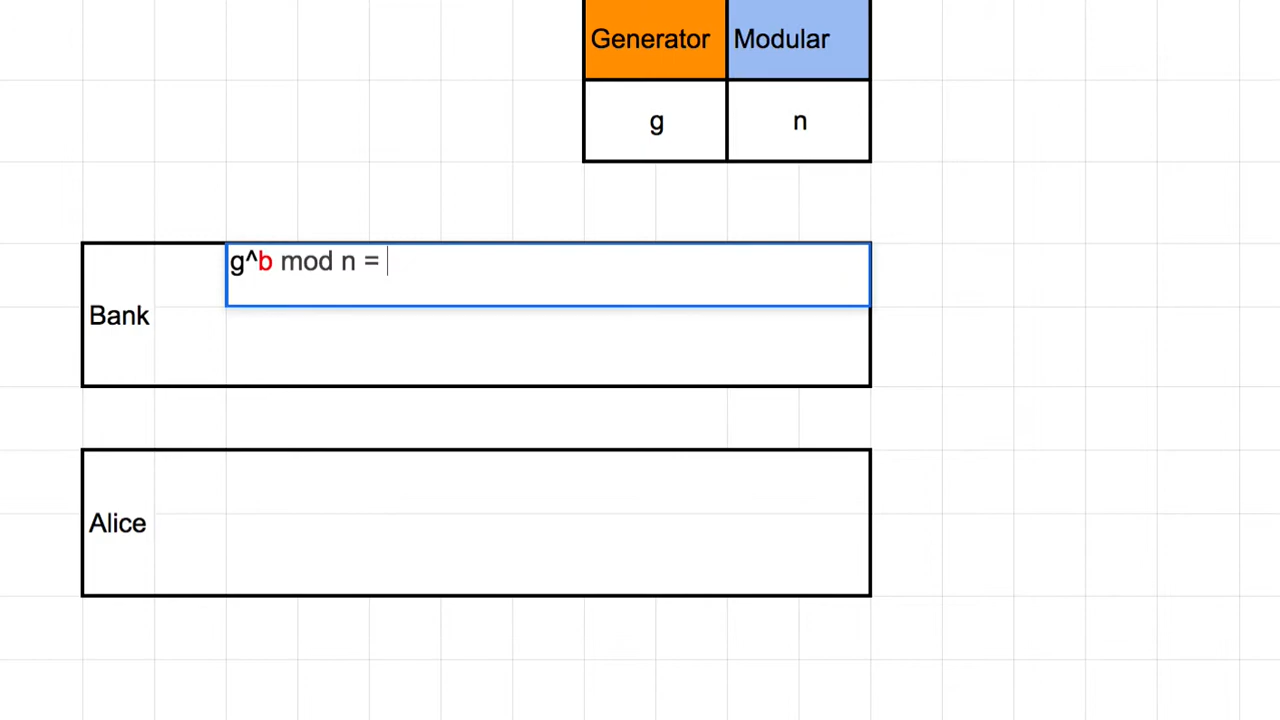 Generator Modular
g n
g^b mod n =
Bank
Alice